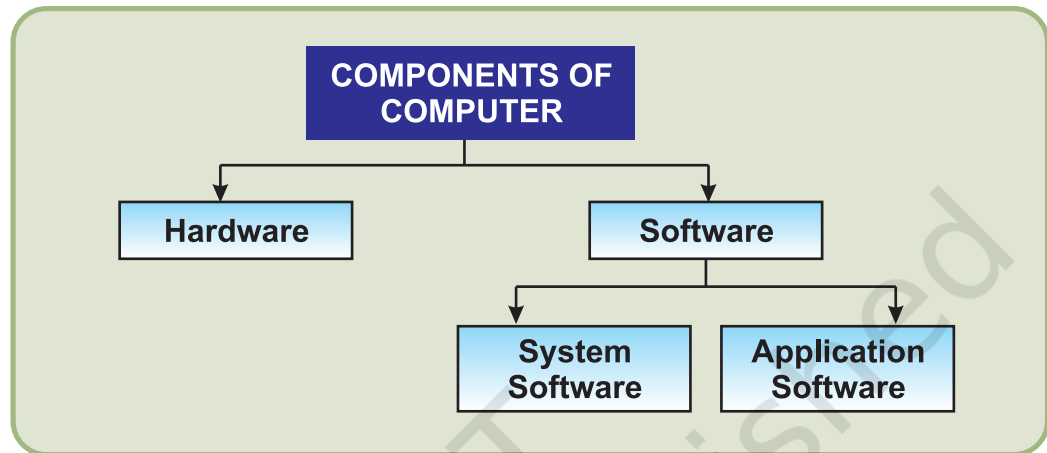 COMPONENTS OF
COMPUTER
Hardware
Software
System
Software
Application
Software